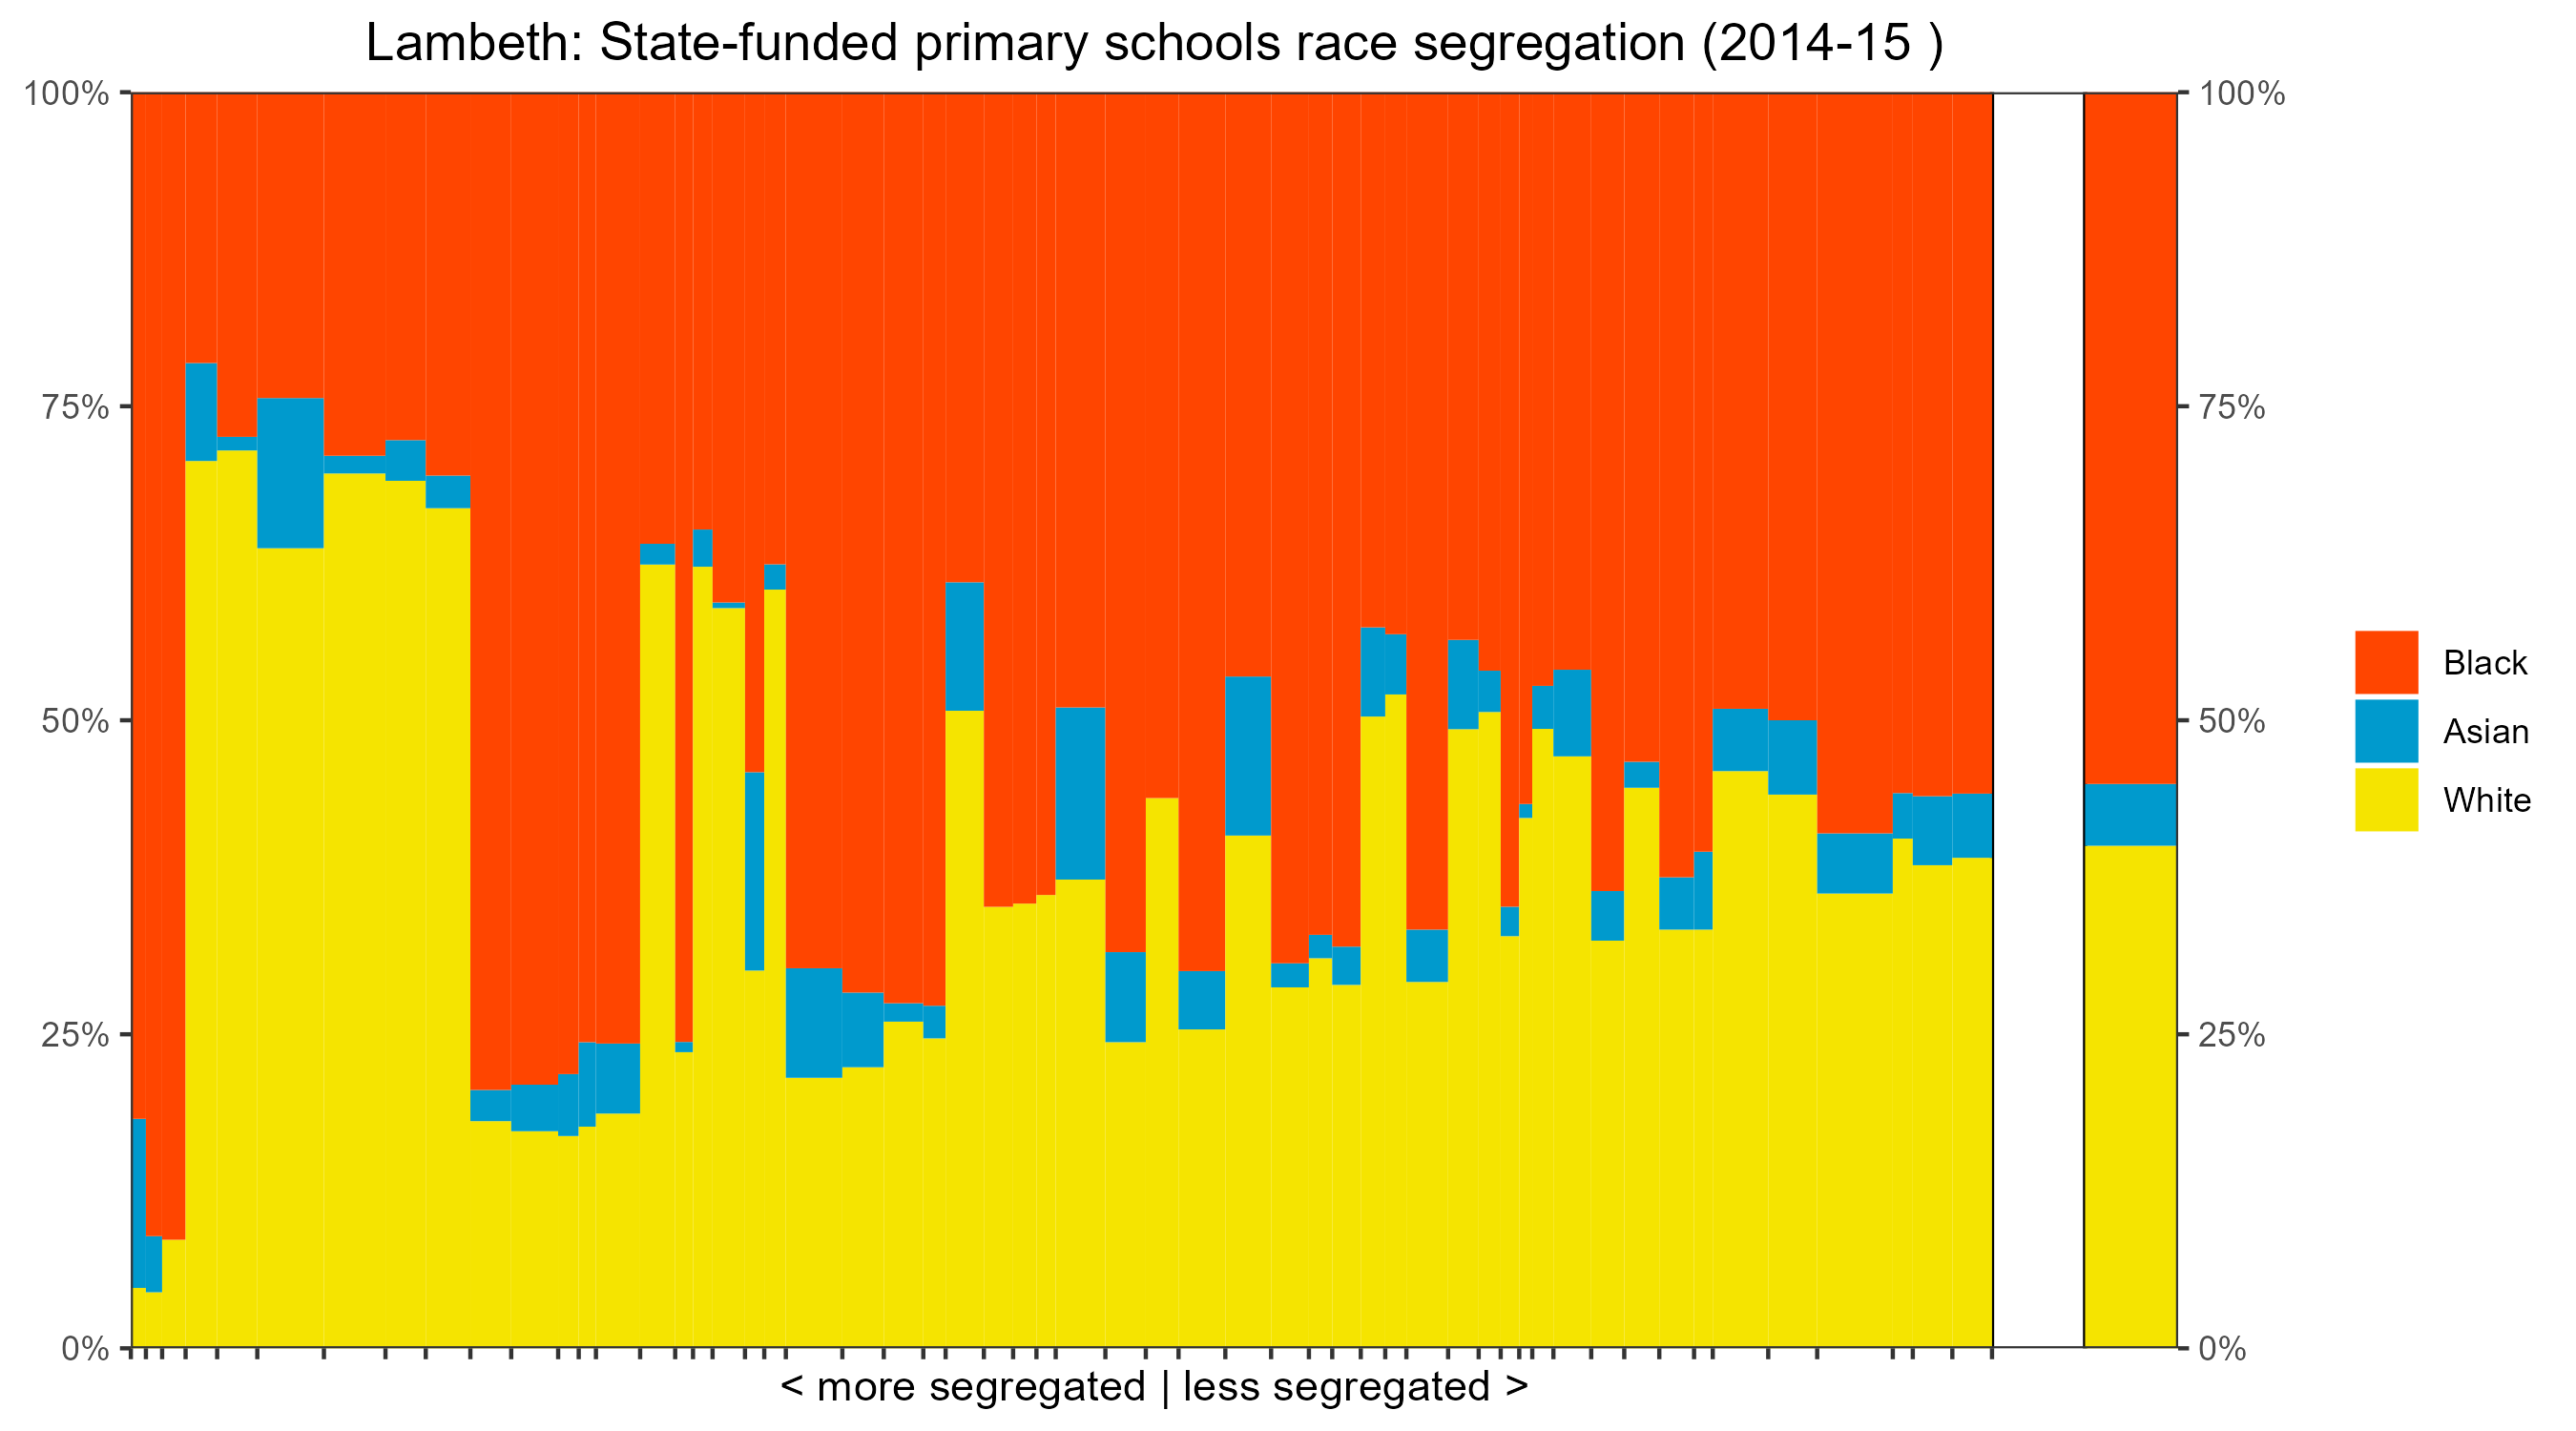 Lambeth: State-funded primary schools race segregation (2014-15 )
100%
75%
50%
25%
0%
100%
75%
50%
25%
0%
Black
Asian
White
< more segregated | less segregated >